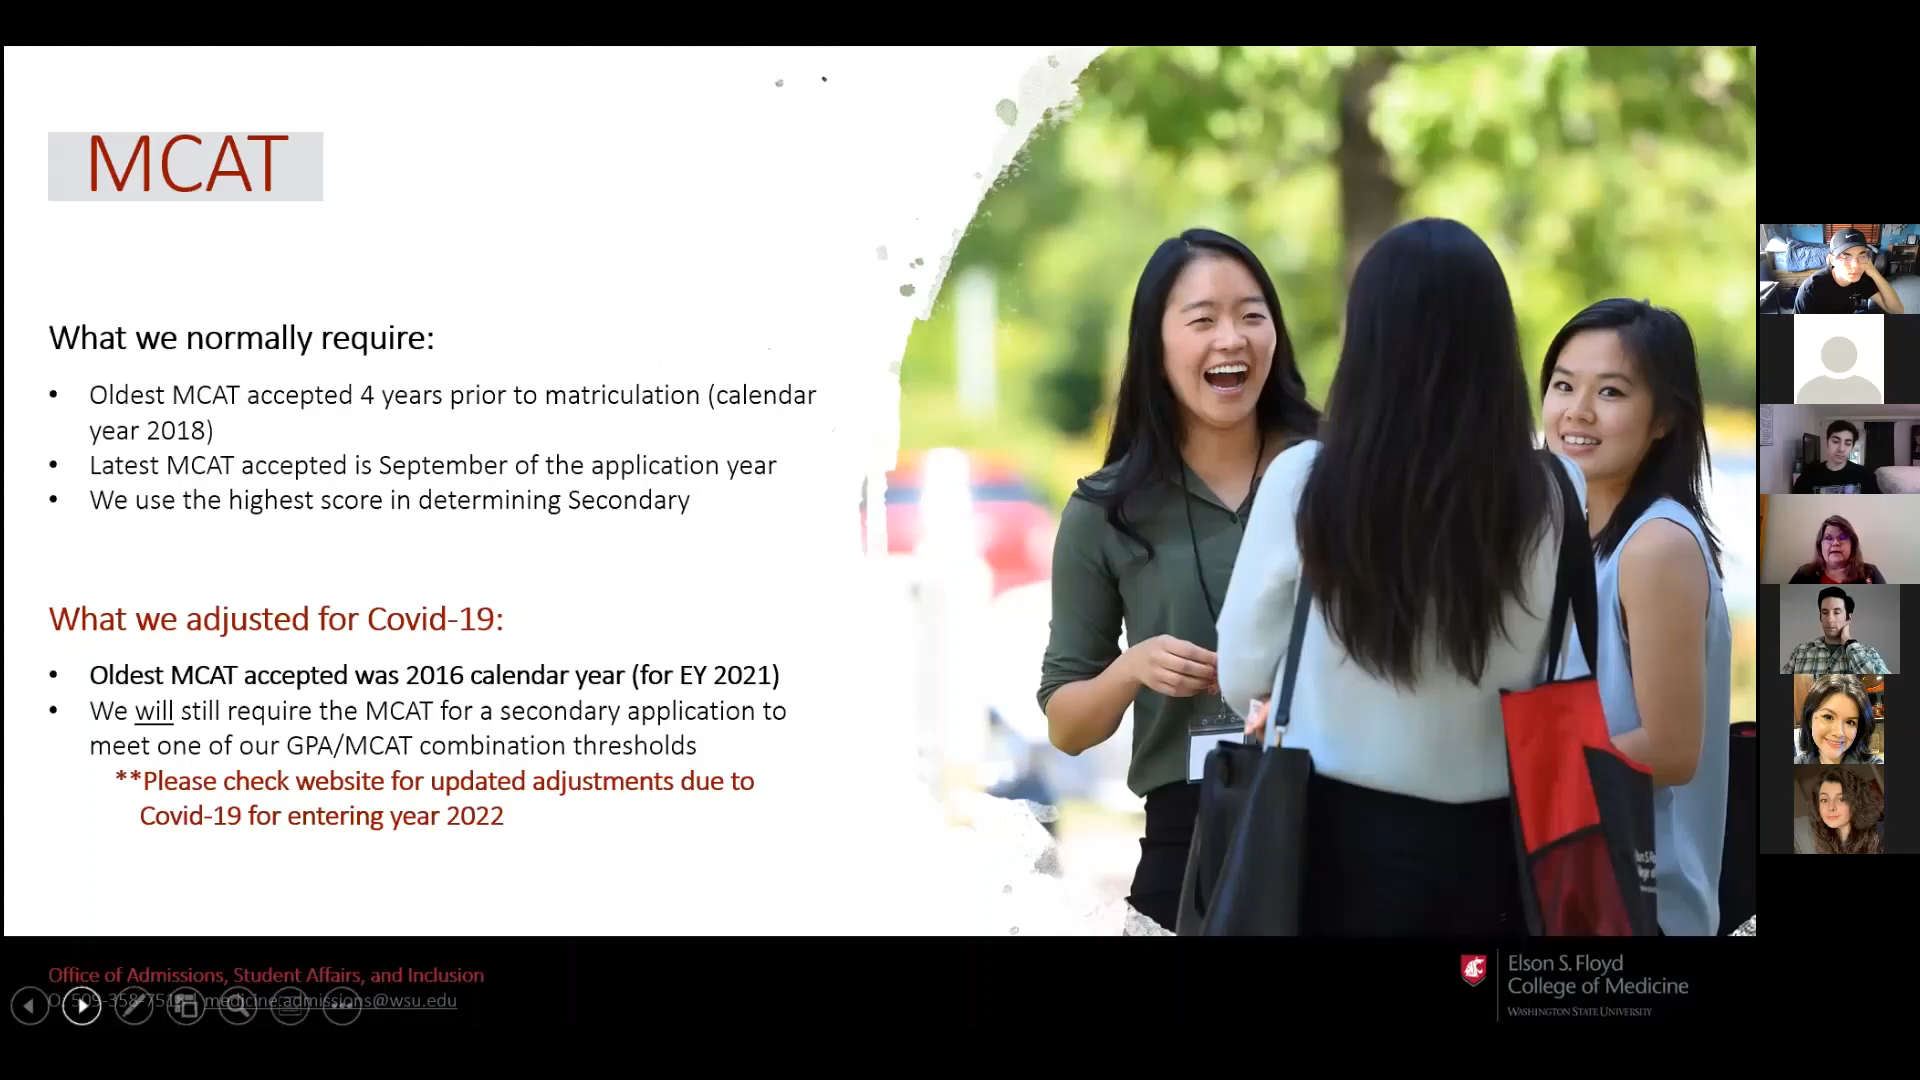 MCAT
What we normally require:
• Oldest MCAT accepted 4 years prior to matriculation (calendar
year 2018)
• Latest MCAT accepted is September of the application year
• We use the highest score in determining Secondary
What we adjusted for Covid-19:
• Oldest MCAT accepted was 2016 calendar year (for EY 2021)
• We will still require the MCAT for a secondary application to
meet one of our GPA/MCAT combination thresholds
**Please check website for updated adjustments due to
Covid-19 for entering year 2022
Office of Admissions, Student Affairs, and Inclusion
medicine.admissions@wsu.edu
Elson S. Floyd
College of Medicine
WASHINGTON STATE UNIVERSITY